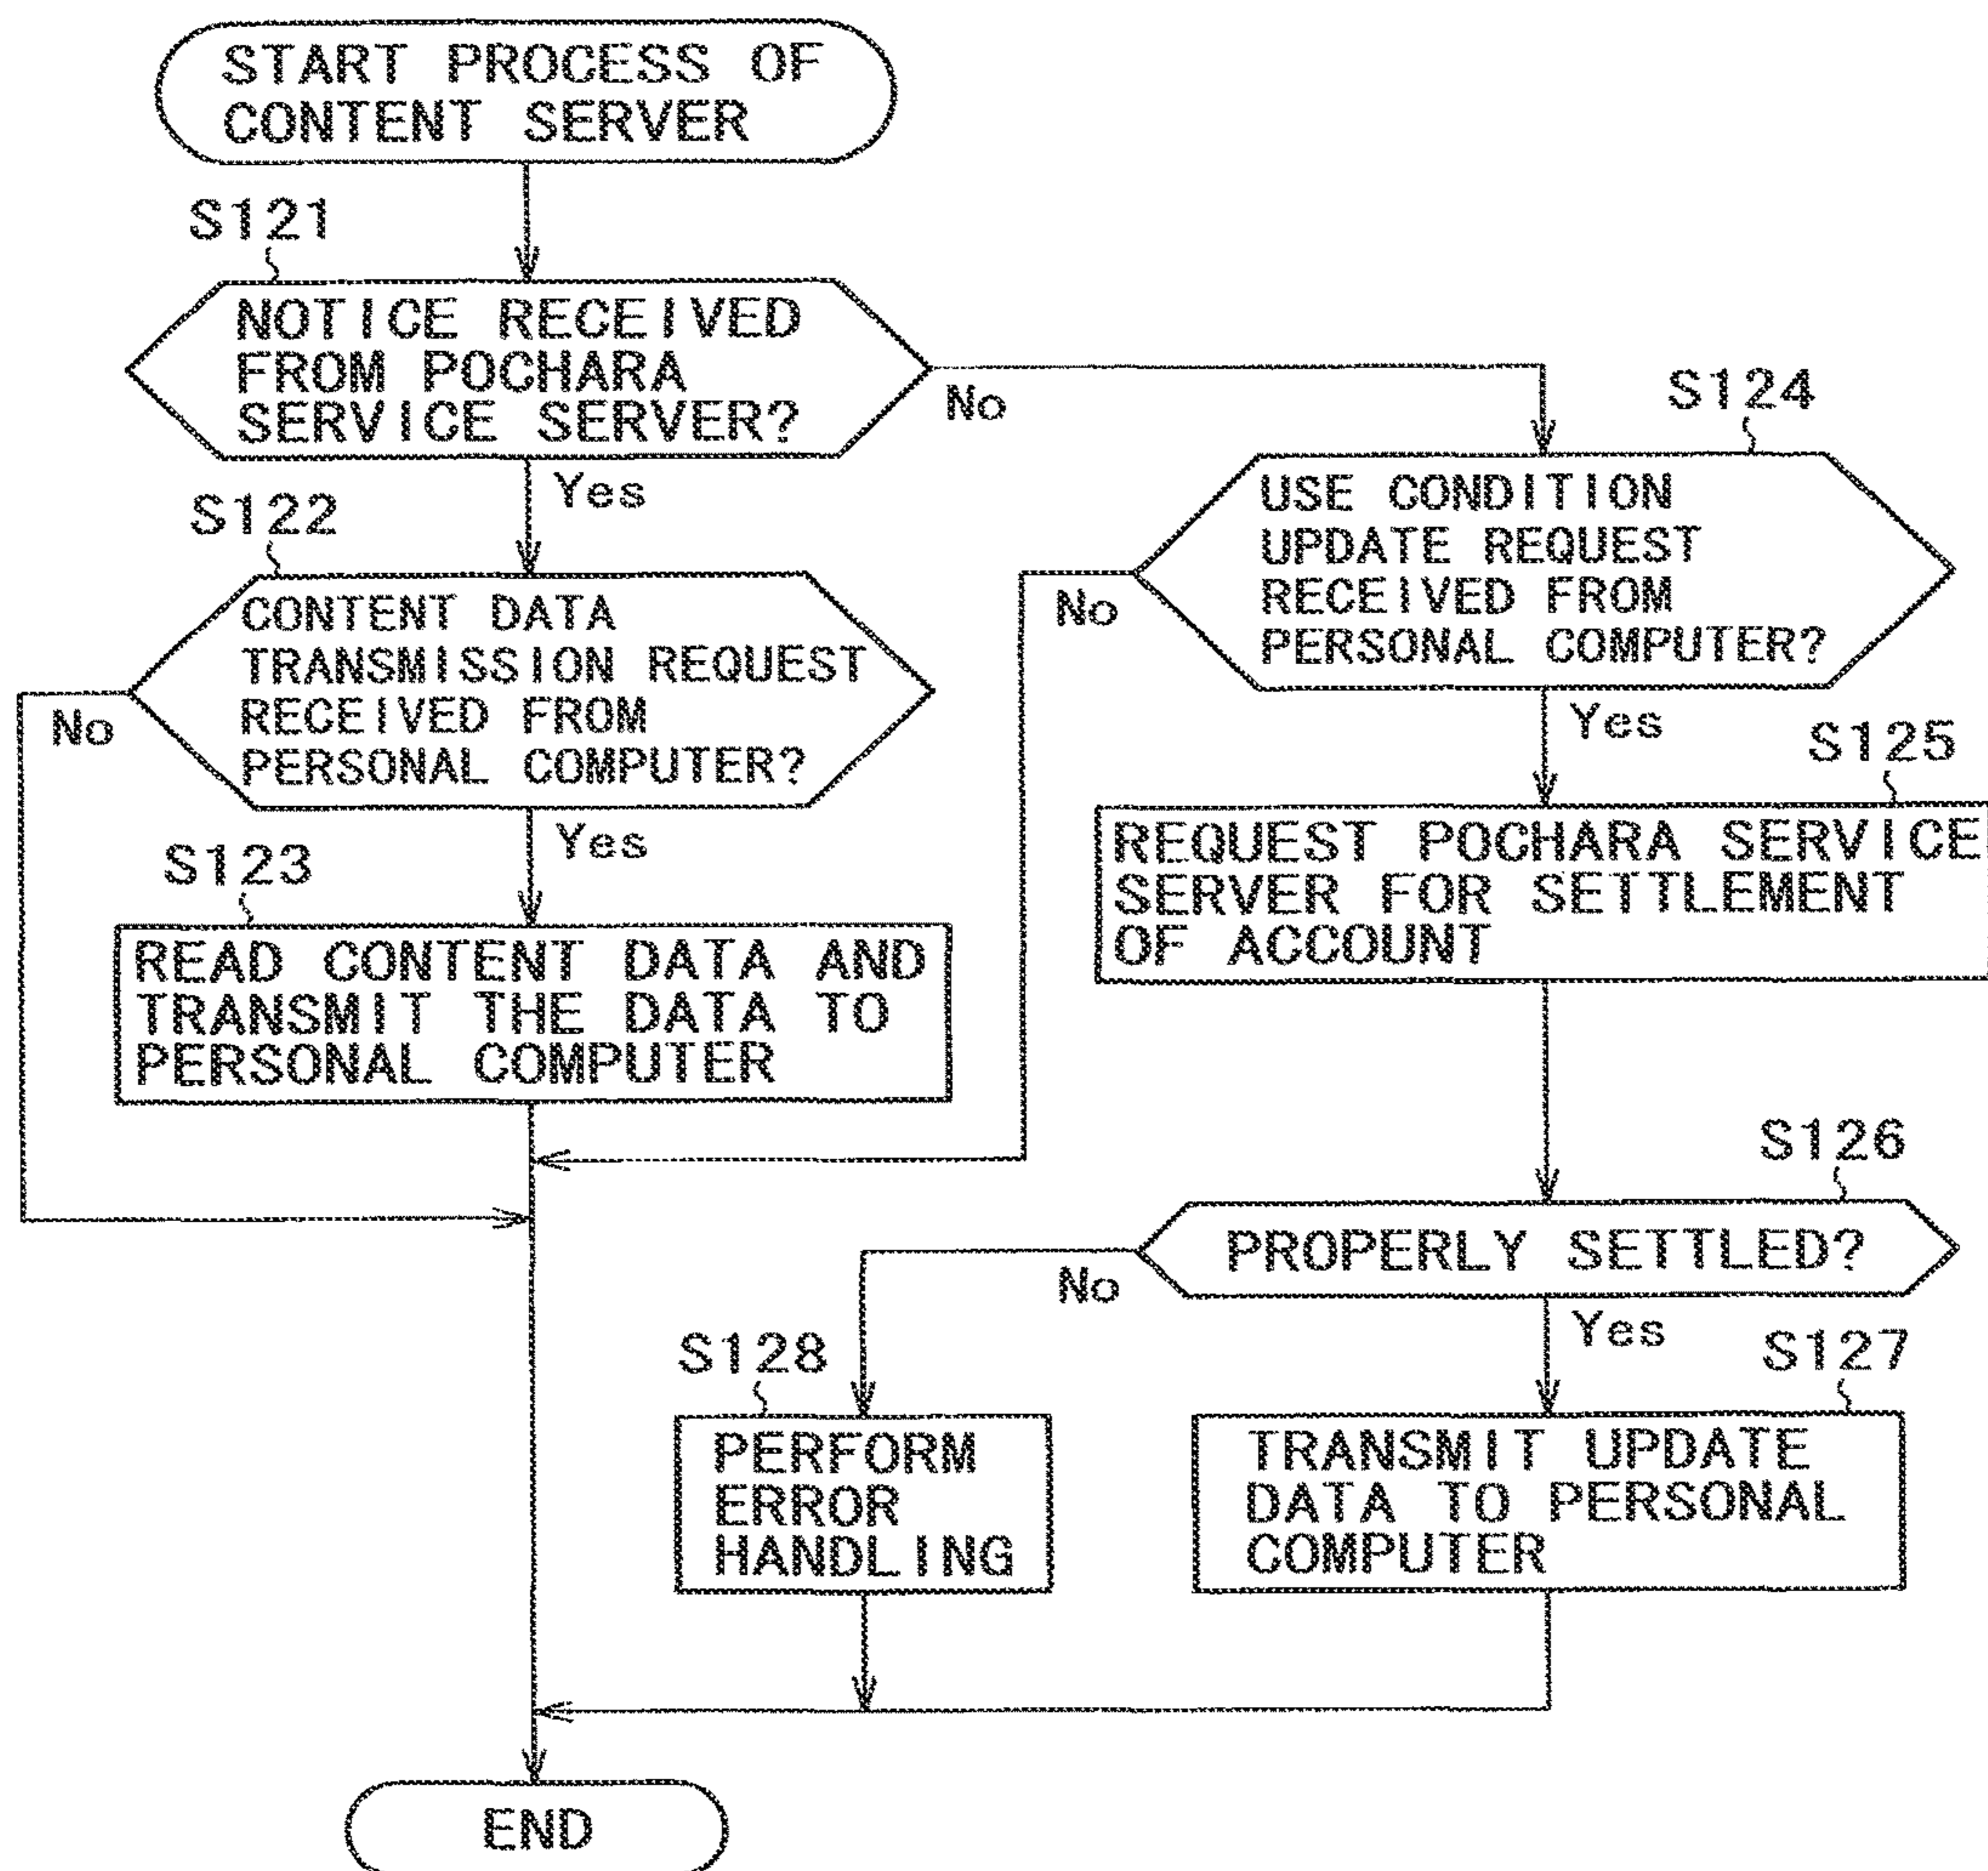 START PROCESS OF
CONTENT SERVER
S121
NOTICE RECEIVED
FROM POCHARA
SERVICE SERVER?
No
Yes
S122
CONTENT DATA
TRANSMISSION REQUEST
RECEIVED FROM
PERSONAL COMPUTER?
No
Yes
S123
READ CONTENT DATA AND
TRANSMIT THE DATA TO
PERSONAL COMPUTER
S124
USE CONDITION
UPDATE REQUEST
RECEIVED FROM
PERSONAL COMPUTER?
No
Yes
S125
REQUEST POCHARA SERVICE
SERVER FOR SETTLEMENT
OF ACCOUNT
S126
PROPERLY SETTLED?
No
Yes
S127
TRANSMIT UPDATE
DATA TO PERSONAL
COMPUTER
S128
PERFORM
ERROR
HANDLING
END